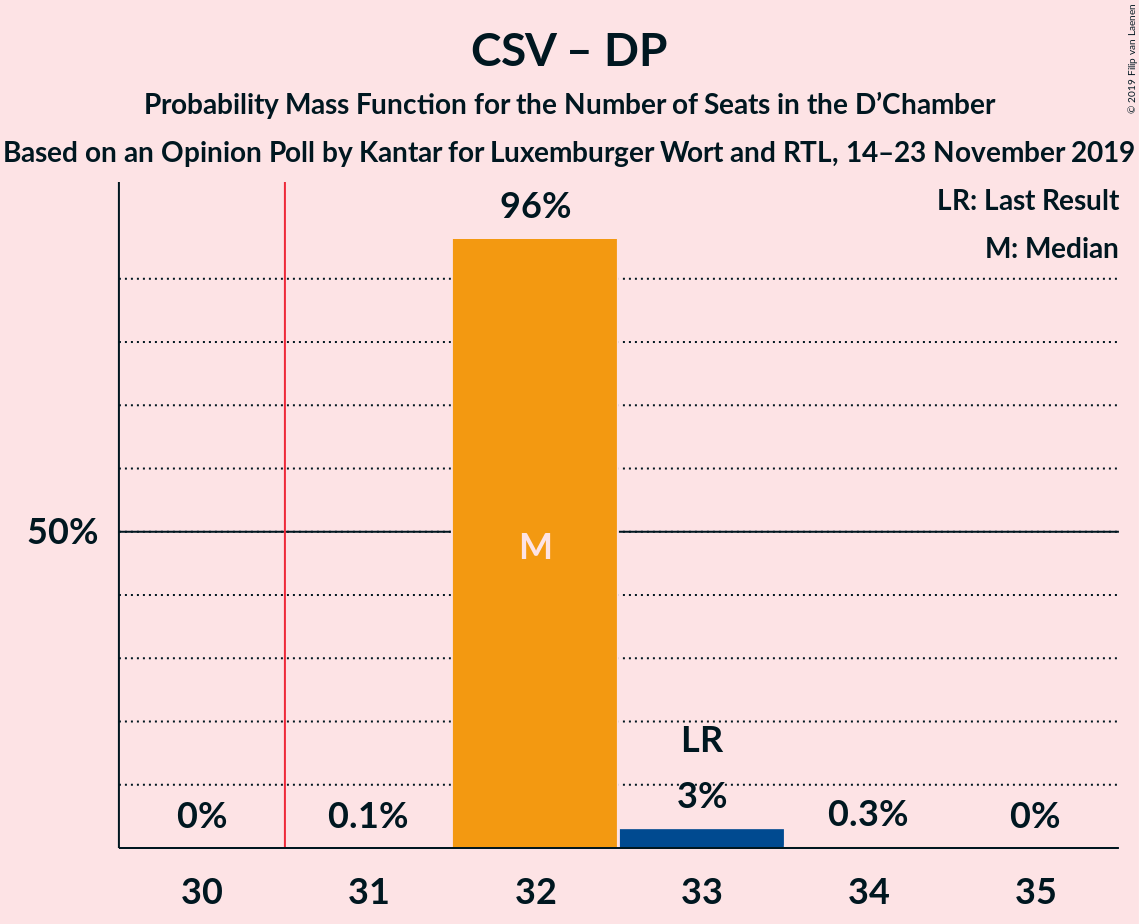 CSV – DP
Probability Mass Function for the Number of Seats in the D’Chamber
Based on an Opinion Poll by Kantar for Luxemburger Wort and RTL, 14–23 November 2019
© 2019 Filip van Laenen
LR: Last Result
M: Median
96%
50%
M
LR
0%
0.1%
3%
0.3%
0%
30
31
32
33
34
35